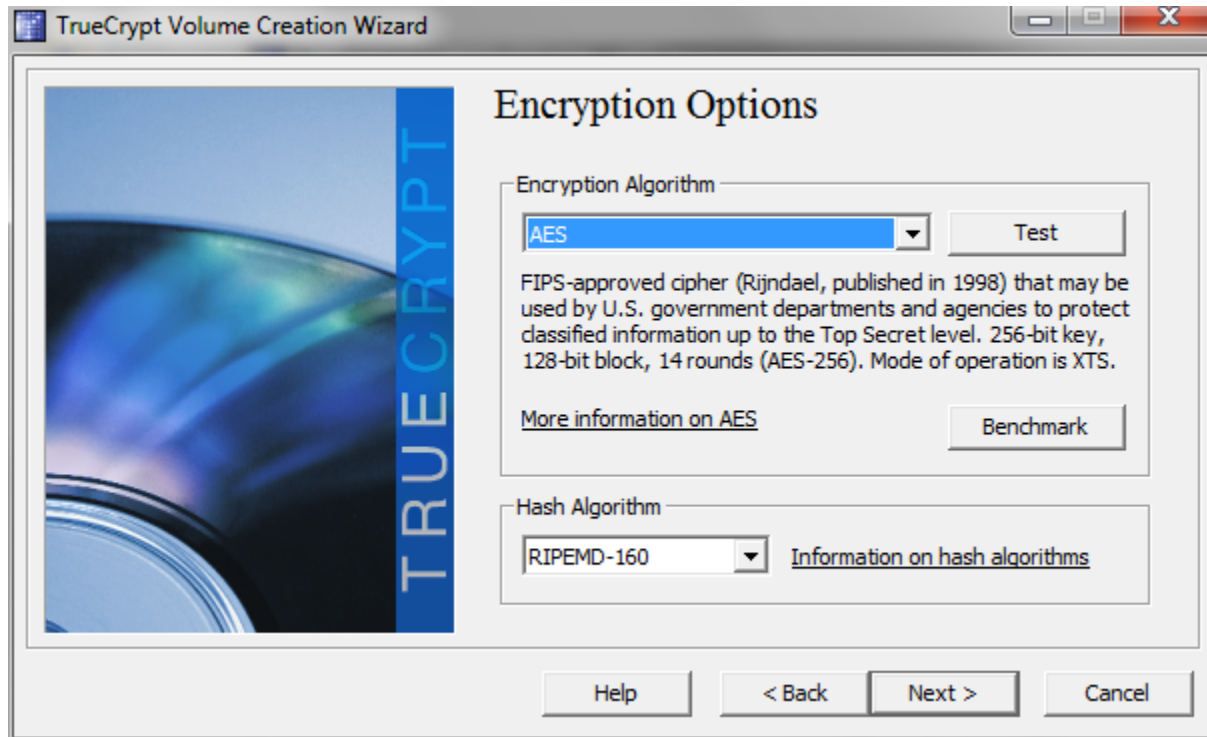 TrueCrypt Volume Creation Wizard
TRUECRYPT
Encryption Options
Encryption Algorithm
AES
Test
FIPS-approved cipher (Rijndael, published in 1998) that may be
used by U.S. government departments and agencies to protect
classified information up to the Top Secret level. 256-bit key,
128-bit block, 14 rounds (AES-256). Mode of operation is XTS.
More information on AES
Benchmark
Hash Algorithm
RIPEMD-160
Information on hash algorithms
Help
< Back
Next >
Cancel